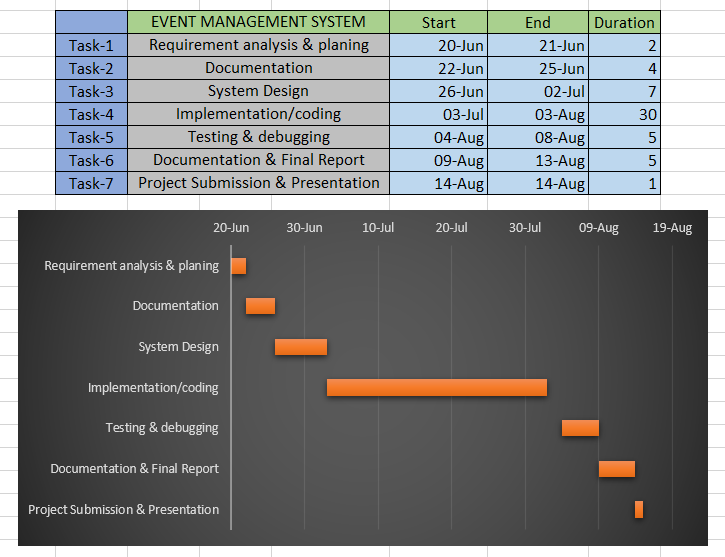 EVENT MANAGEMENT SYSTEM Start End Duration
Task-1 Requirement analysis & planing 20-Jun 21-Jun 2
Task-2 Documentation 22-Jun 25-Jun 4
Task-3 System Design 26-Jun 02-Jul 7
Task-4 Implementation/coding 03-Jul 03-Aug 30
Task-5 Testing & debugging 04-Aug 08-Aug 5
Task-6 Documentation & Final Report 09-Aug 13-Aug 5
Task-7 Project Submission & Presentation 14-Aug 14-Aug 1
20-Jun 30-Jun 10-Jul 20-Jul 30-Jul 09-Aug 19-Aug
Requirement analysis & planing
Documentation
System Design
Implementation/coding
Testing & debugging
Documentation & Final Report
Project Submission & Presentation